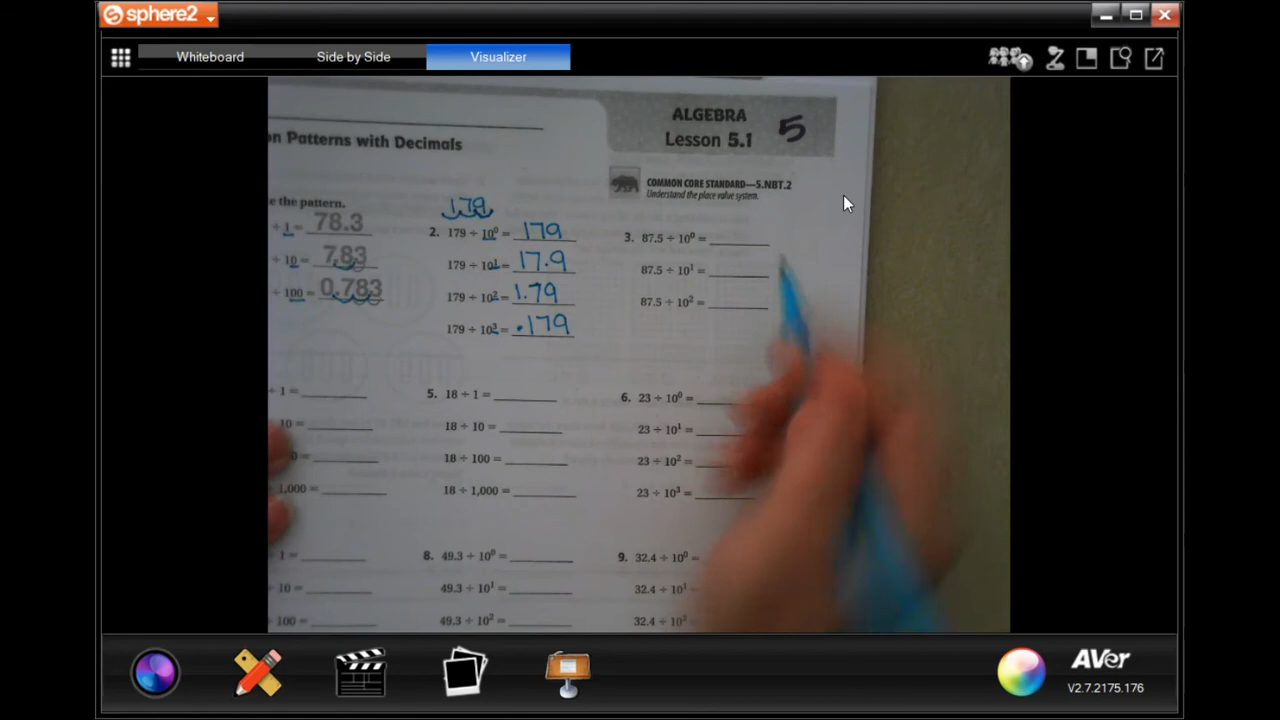 sphere2
Whiteboard Side by Side Visualizer
ALGEBRA
Lesson 5.1 5
Patterns with Decimals
COMMON CORE STANDARD—5.NBT.2
Understand the place value system.
the pattern.
÷ 1 = 78.3
÷ 10 = 7.83
÷ 100 = 0.783
179
2. 179 ÷ 10⁰ = 179
179 ÷ 10¹ = 17.9
179 ÷ 10² = 1.79
179 ÷ 10³ = .179
3. 87.5 ÷ 10⁰ =
87.5 ÷ 10¹ =
87.5 ÷ 10² =
÷ 1 =
10 =
1,000 =
5. 18 ÷ 1 =
18 ÷ 10 =
18 ÷ 100 =
18 ÷ 1,000 =
6. 23 ÷ 10⁰ =
23 ÷ 10¹ =
23 ÷ 10² =
23 ÷ 10³ =
÷ 1 =
÷ 10 =
÷ 100 =
8. 49.3 ÷ 10⁰ =
49.3 ÷ 10¹ =
49.3 ÷ 10² =
9. 32.4 ÷ 10⁰ =
32.4 ÷ 10¹
32.4 ÷ 10²
AVer
V2.7.2175.176